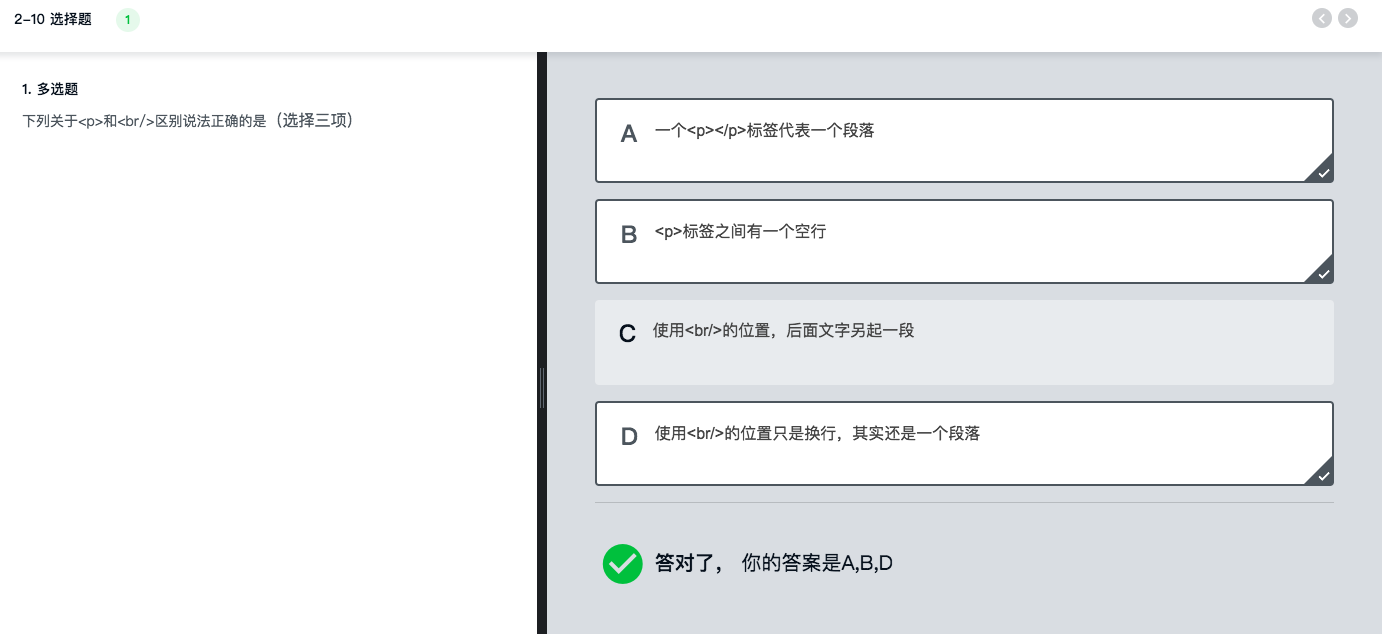 2-10 选择题 1
1. 多选题
下列关于<p>和<br/>区别说法正确的是（选择三项）
A 一个<p></p>标签代表一个段落
B <p>标签之间有一个空行
C 使用<br/>的位置，后面文字另起一段
D 使用<br/>的位置只是换行，其实还是一个段落
答对了， 你的答案是A,B,D